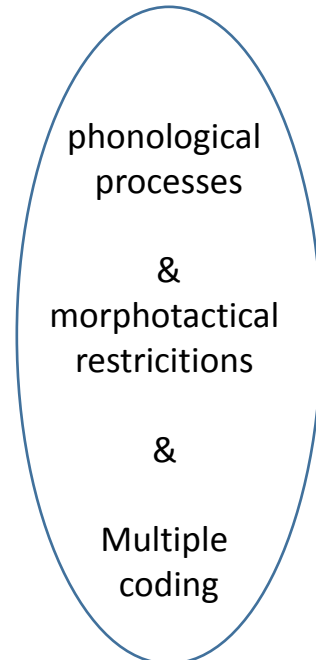 phonological
processes
&
morphotactical
restricitions
&
Multiple
coding